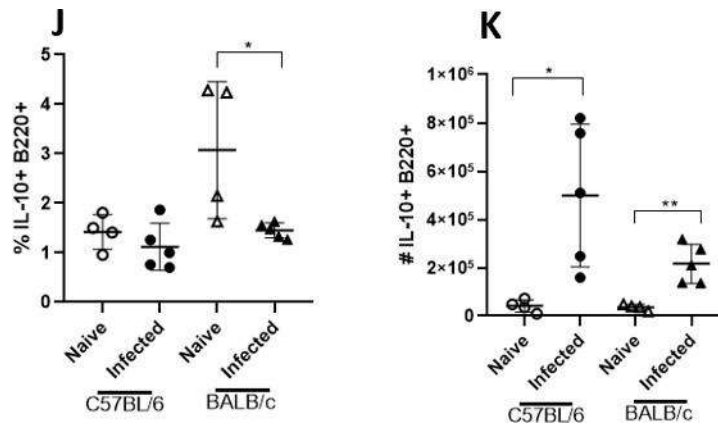 J
*
% IL-10+ B220+
5
4
3
2
1
0
Naive
Infected
Naive
Infected
C57BL/6
BALB/c
K
*
**
# IL-10+ B220+
1×10⁶
8×10⁵
6×10⁵
4×10⁵
2×10⁵
0
Naive
Infected
Naive
Infected
C57BL/6
BALB/c